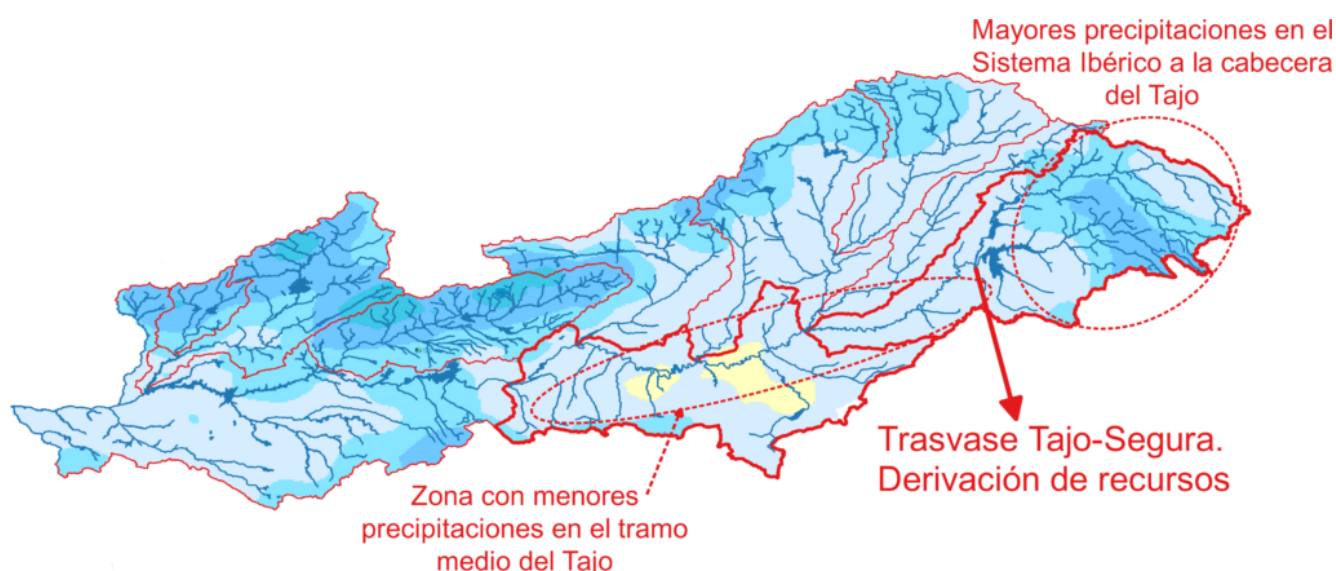 Mayores precipitaciones en el
Sistema Ibérico a la cabecera
del Tajo
Trasvase Tajo-Segura.
Derivación de recursos
Zona con menores
precipitaciones en el tramo
medio del Tajo